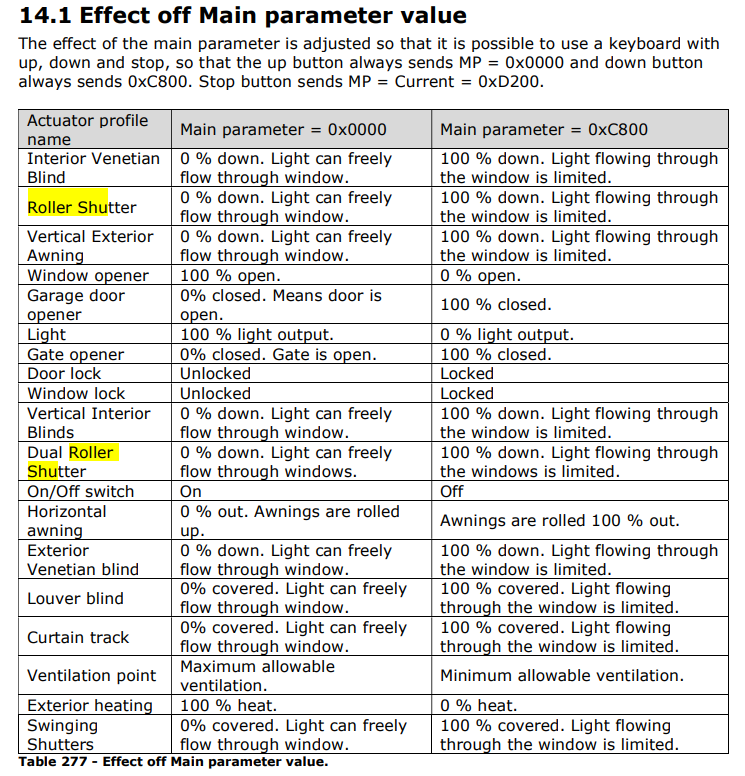 14.1 Effect off Main parameter value
The effect of the main parameter is adjusted so that it is possible to use a keyboard with
up, down and stop, so that the up button always sends MP = 0x0000 and down button
always sends 0xC800. Stop button sends MP = Current = 0xD200.
Actuator profile
name
Main parameter = 0x0000
Main parameter = 0xC800
Interior Venetian
Blind
0 % down. Light can freely
flow through window.
100 % down. Light flowing through
the window is limited.
Roller Shutter
0 % down. Light can freely
flow through window.
100 % down. Light flowing through
the window is limited.
Vertical Exterior
Awning
0 % down. Light can freely
flow through window.
100 % down. Light flowing through
the window is limited.
Window opener
100 % open.
0 % open.
Garage door
opener
0% closed. Means door is
open.
100 % closed.
Light
100 % light output.
0 % light output.
Gate opener
0% closed. Gate is open.
100 % closed.
Door lock
Unlocked
Locked
Window lock
Unlocked
Locked
Vertical Interior
Blinds
0 % down. Light can freely
flow through window.
100 % down. Light flowing through
the window is limited.
Dual Roller
Shutter
0 % down. Light can freely
flow through windows.
100 % down. Light flowing through
the windows is limited.
On/Off switch
On
Off
Horizontal
awning
0 % out. Awnings are rolled
up.
Awnings are rolled 100 % out.
Exterior
Venetian blind
0 % down. Light can freely
flow through window.
100 % down. Light flowing through
the window is limited.
Louver blind
0% covered. Light can freely
flow through window.
100 % covered. Light flowing
through the window is limited.
Curtain track
0% covered. Light can freely
flow through window.
100 % covered. Light flowing
through the window is limited.
Ventilation point
Maximum allowable
ventilation.
Minimum allowable ventilation.
Exterior heating
100 % heat.
0 % heat.
Swinging
Shutters
0% covered. Light can freely
flow through window.
100 % covered. Light flowing
through the window is limited.
Table 277 - Effect off Main parameter value.